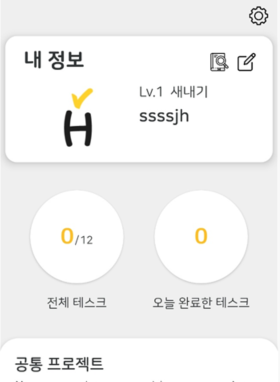 내 정보
H
Lv.1 새내기
ssssjh
0/12
0
전체 테스크
오늘 완료한 테스크
공통 프로젝트